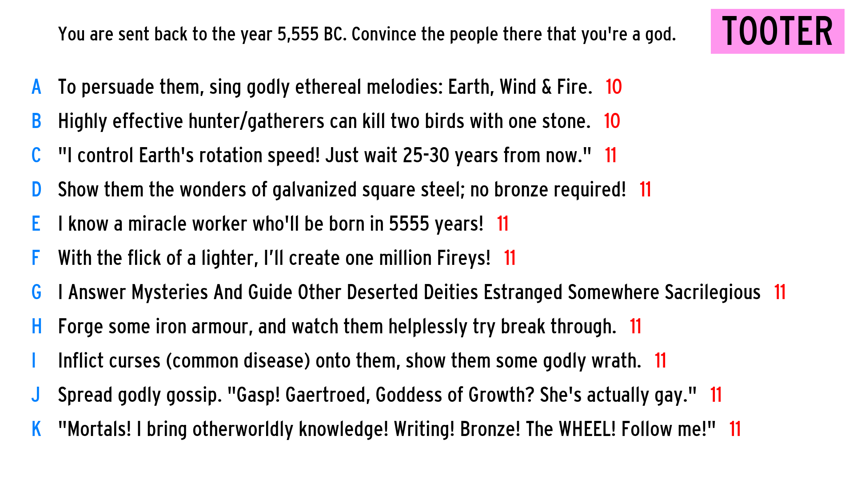 You are sent back to the year 5,555 BC. Convince the people there that you're a god.
TOOTER
A To persuade them, sing godly ethereal melodies: Earth, Wind & Fire. 10
B Highly effective hunter/gatherers can kill two birds with one stone. 10
C "I control Earth's rotation speed! Just wait 25-30 years from now." 11
D Show them the wonders of galvanized square steel; no bronze required! 11
E I know a miracle worker who'll be born in 5555 years! 11
F With the flick of a lighter, I’ll create one million Fireys! 11
G I Answer Mysteries And Guide Other Deserted Deities Estranged Somewhere Sacrilegious 11
H Forge some iron armour, and watch them helplessly try break through. 11
I Inflict curses (common disease) onto them, show them some godly wrath. 11
J Spread godly gossip. "Gasp! Gaertroed, Goddess of Growth? She's actually gay." 11
K "Mortals! I bring otherworldly knowledge! Writing! Bronze! The WHEEL! Follow me!" 11